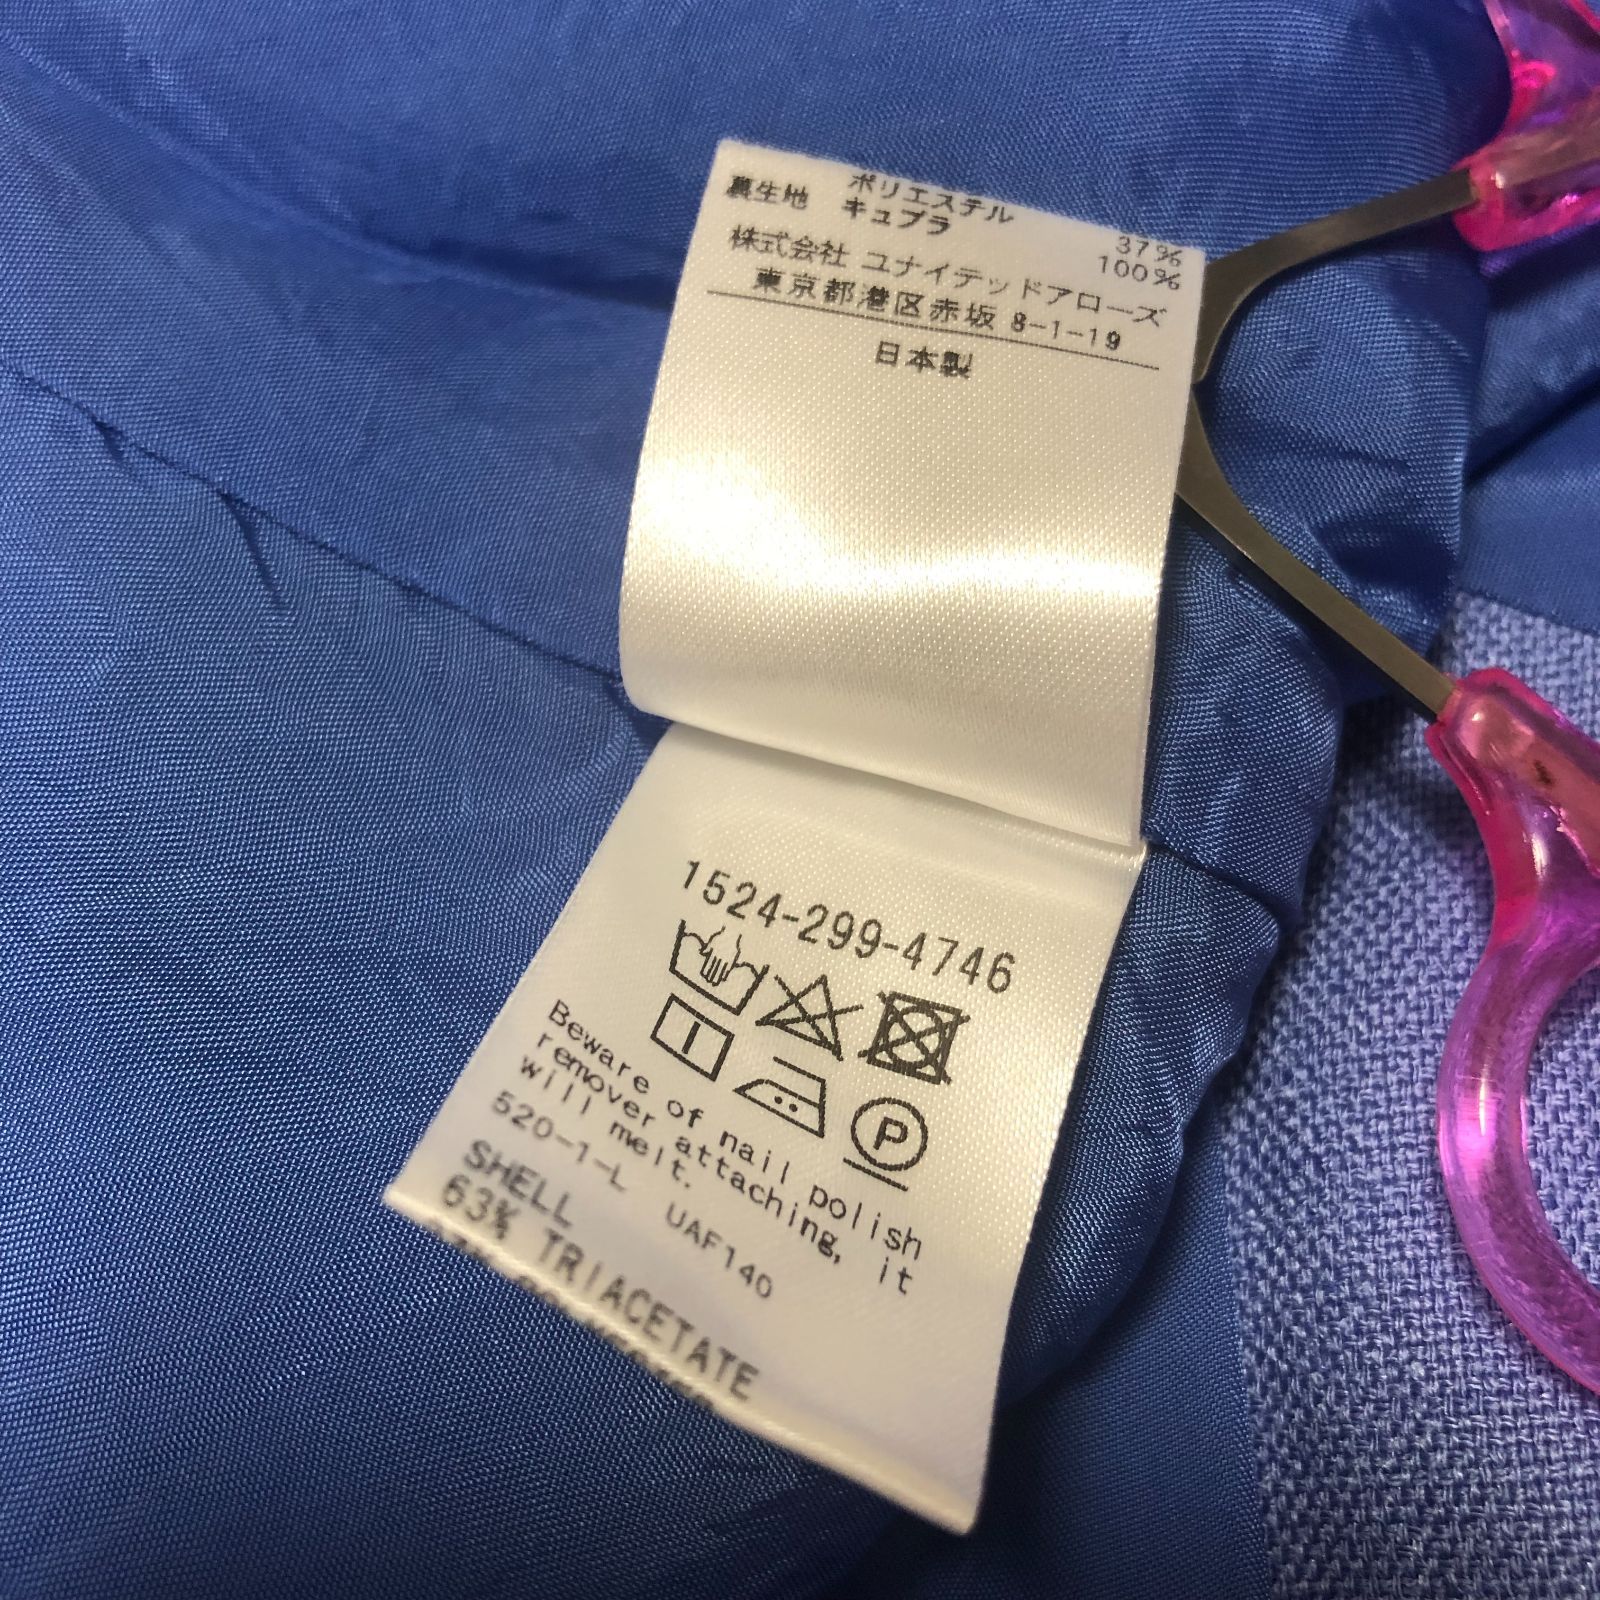 ポリエステル 37%
裏生地 キュプラ 100%
株式会社 ユナイテッドアローズ
東京都港区赤坂 8-1-19
日本製
1524-299-4746
P
Beware of nail polish
remover attaching, it
will melt.
520-1-L UAF140
SHELL
63% TRIACETATE